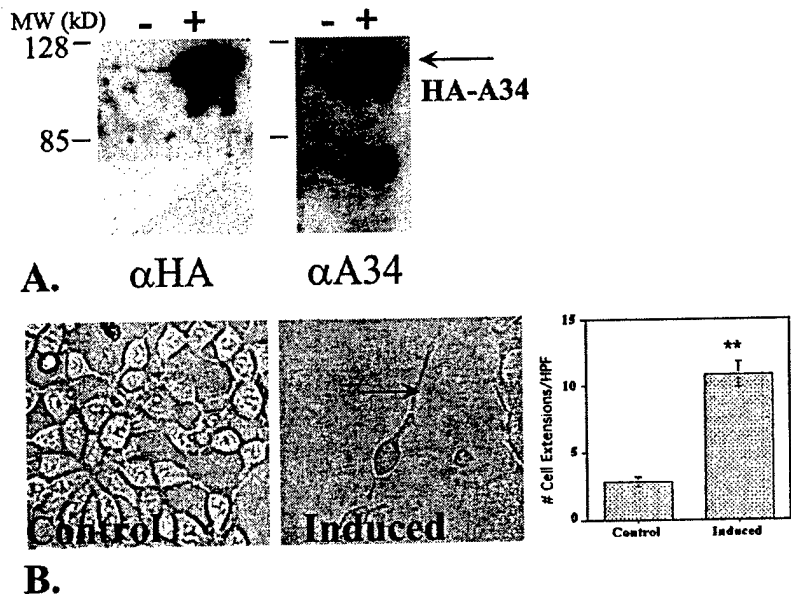 MW (kD)
- +
- +
128
HA-A34
85
A. αHA αA34
Control
Induced
B.
# Cell Extensions/HPF
15
10
5
0
**
Control Induced